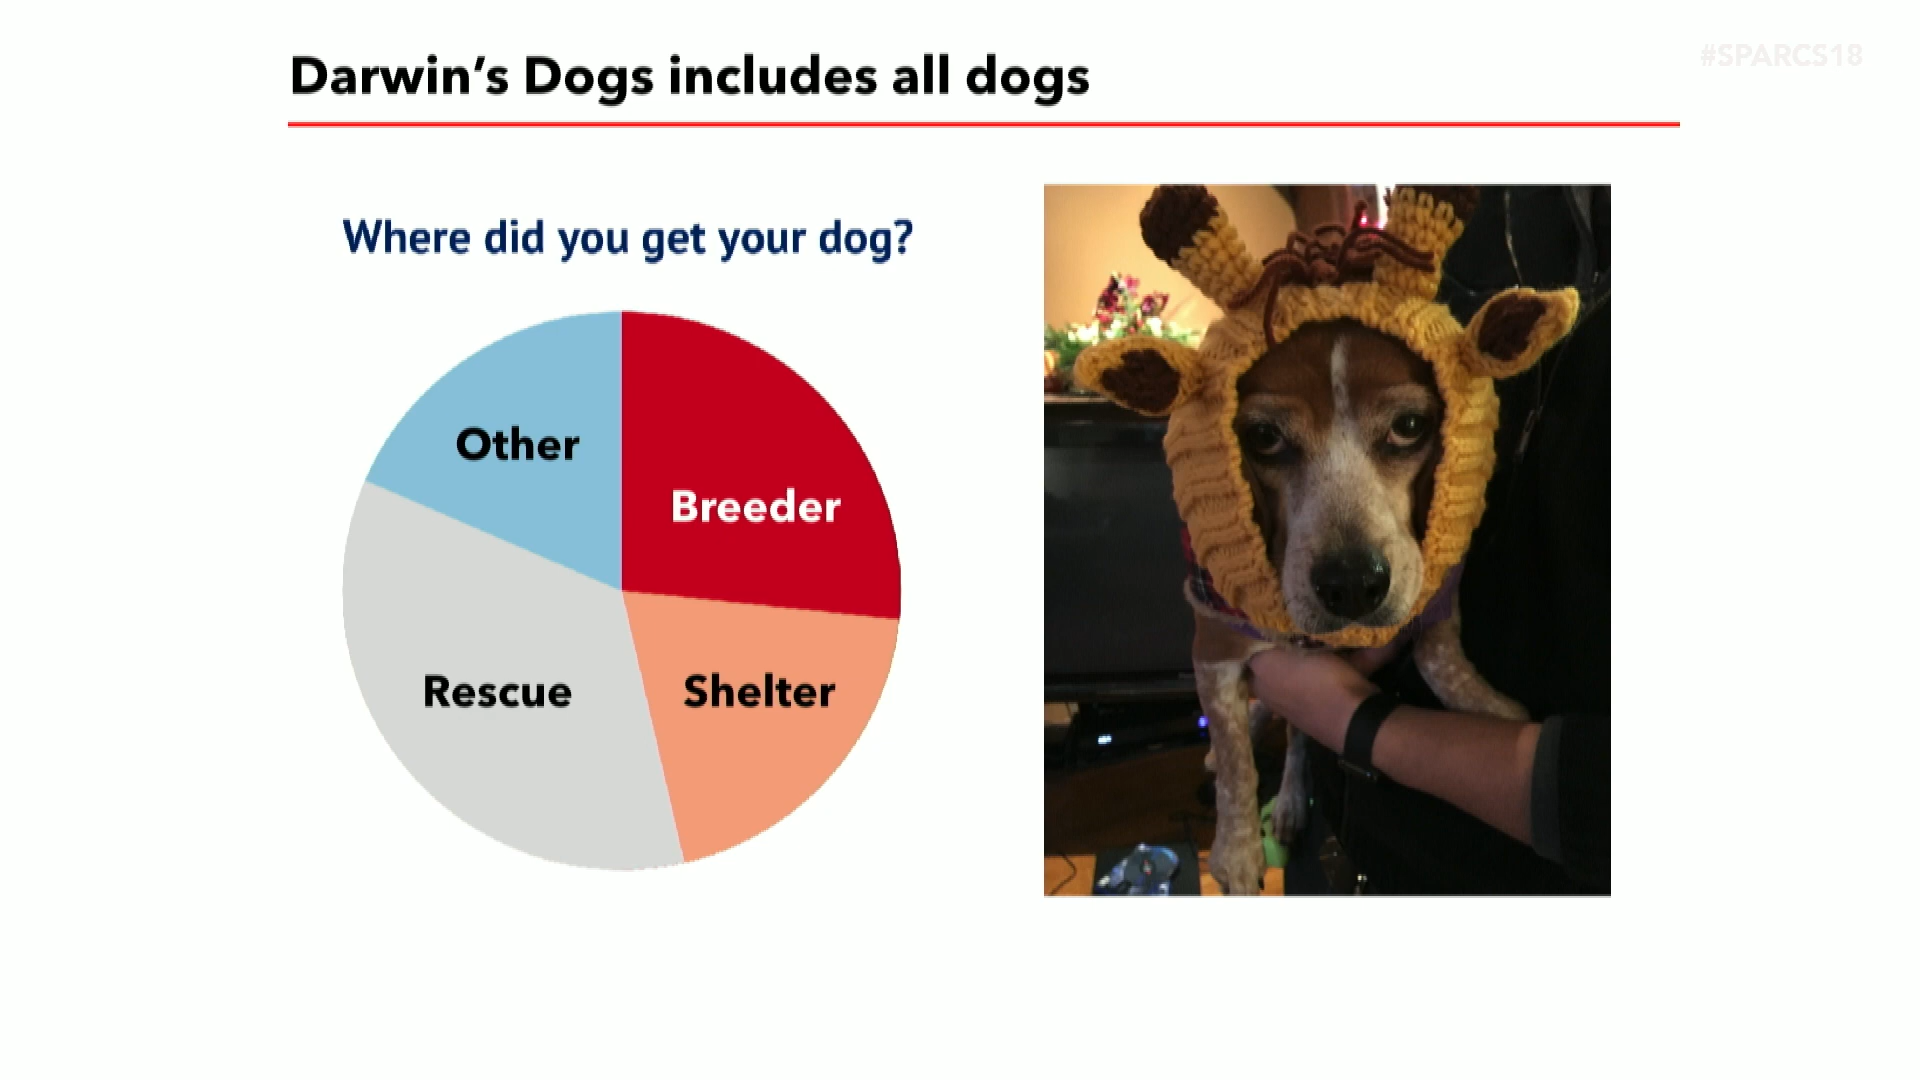 Darwin's Dogs includes all dogs
#SPARCS18
Where did you get your dog?
Other
Breeder
Rescue
Shelter